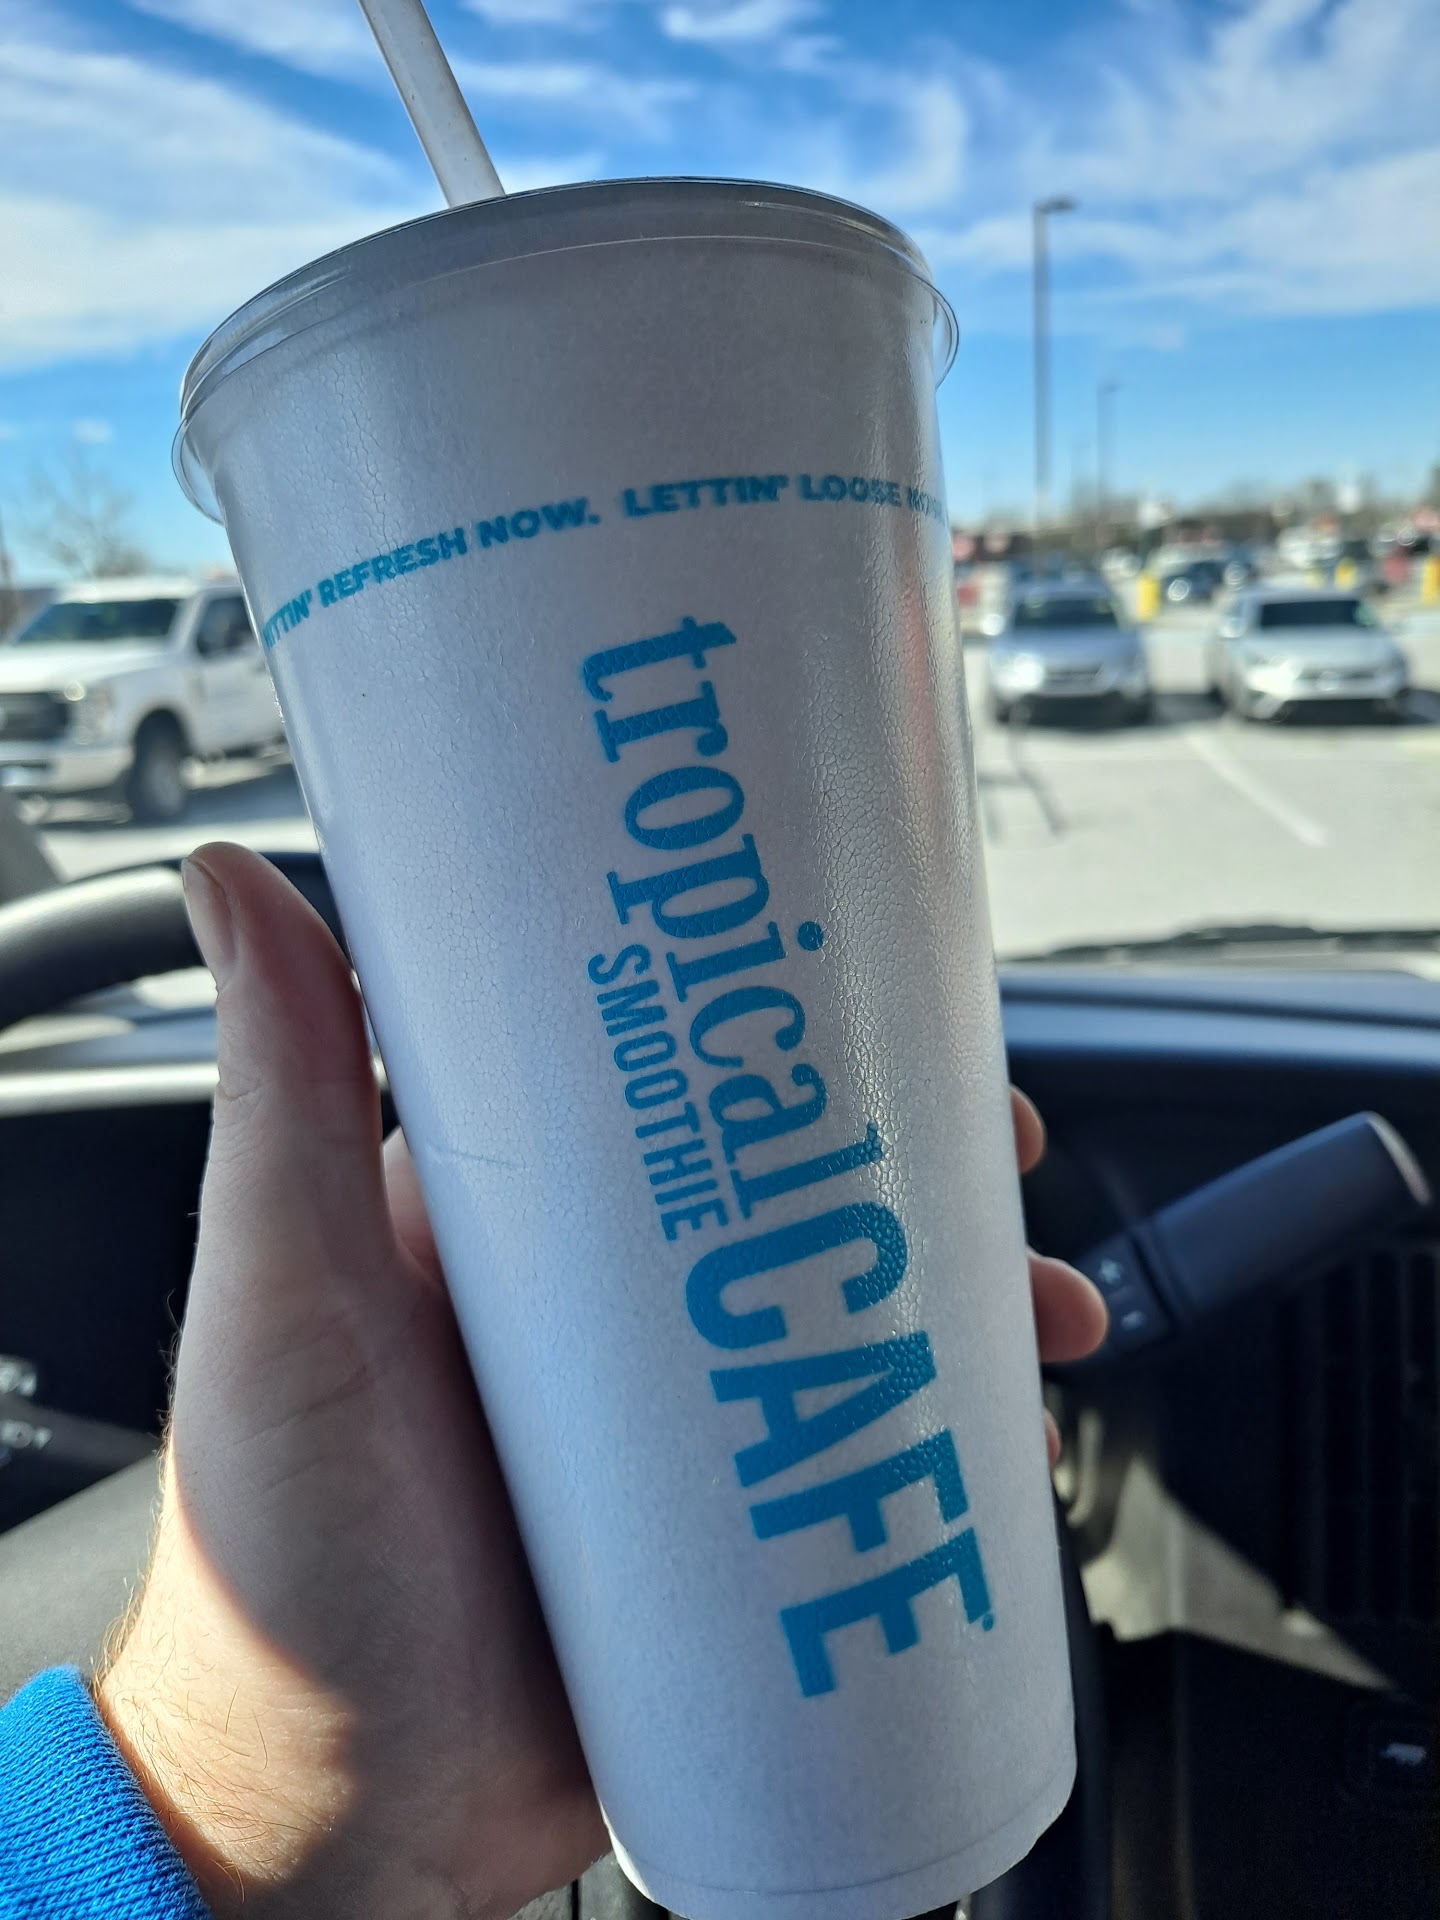 REFRESH NOW. LETTIN' LOOSE
tropical
SMOOTHIE
CAFE